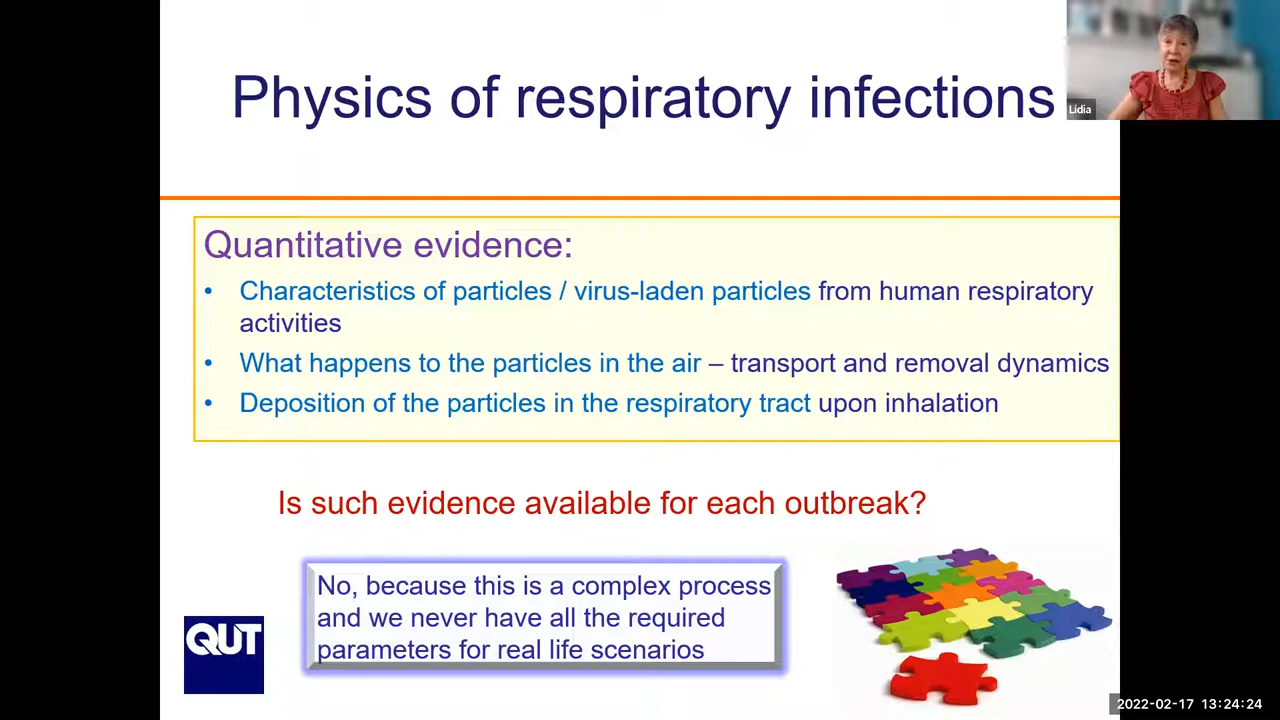 Physics of respiratory infections
Lidia
Quantitative evidence:
• Characteristics of particles / virus-laden particles from human respiratory
activities
• What happens to the particles in the air – transport and removal dynamics
• Deposition of the particles in the respiratory tract upon inhalation
Is such evidence available for each outbreak?
No, because this is a complex process
and we never have all the required
parameters for real life scenarios
QUT
2022-02-17 13:24:24